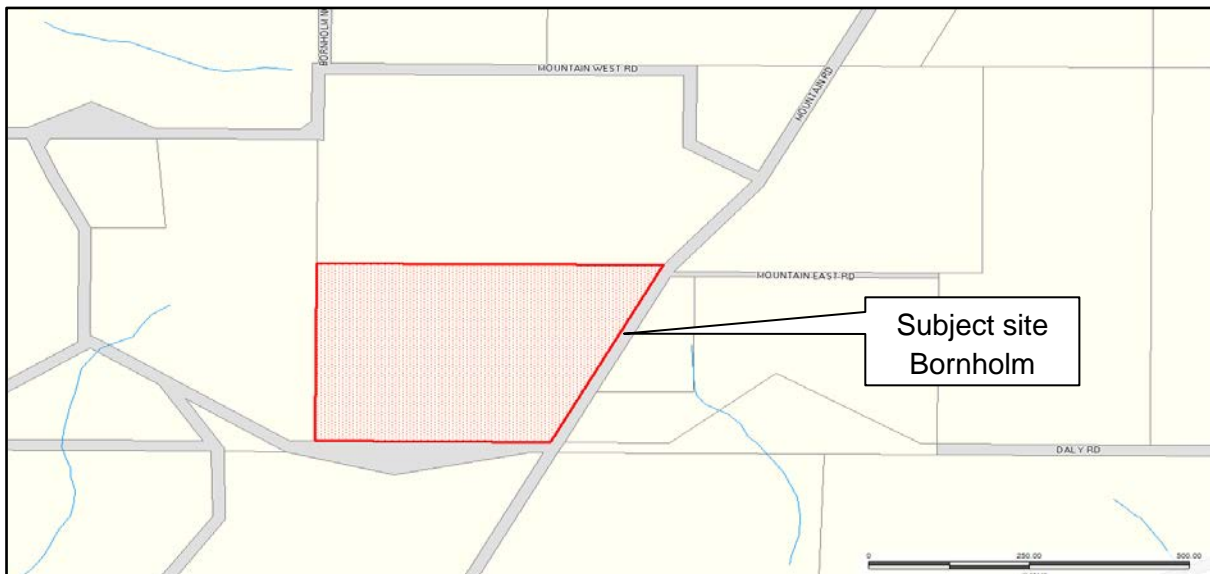 BORNHOLM
MOUNTAIN WEST RD
MOUNTAIN RD
MOUNTAIN EAST RD
Subject site
Bornholm
DALY RD
0
250.00
500.00